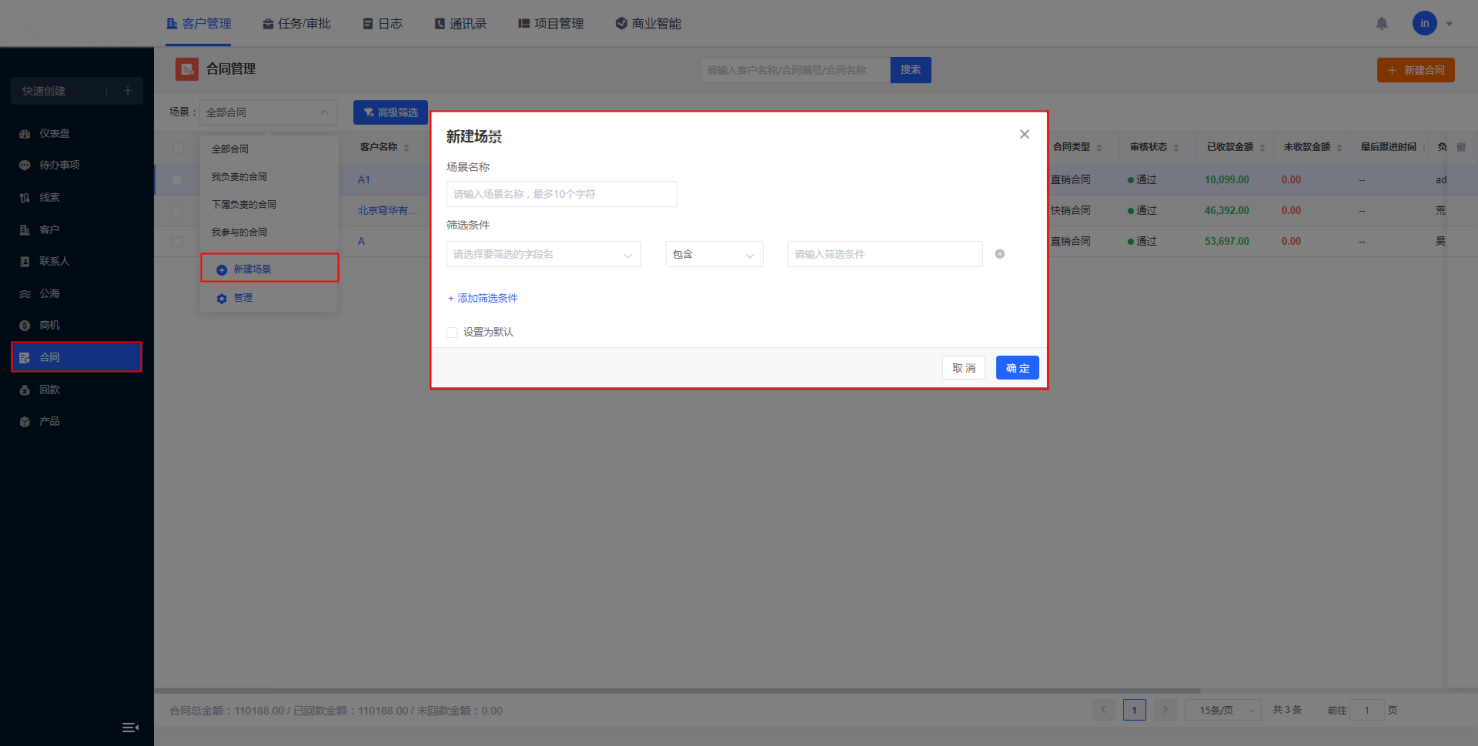 客户管理 任务/审批 日志 通讯录 项目管理 商业智能 in
合同管理 请输入客户名称/合同编号/合同名称 搜索 + 新建合同
快速创建 +
场景： 全部合同 高级筛选
仪表盘
待办事项
线索
客户
联系人
公海
商机
合同
回款
产品
全部合同
我负责的合同
下属负责的合同
我参与的合同
新建场景
管理
客户名称 合同类型 审核状态 已收款金额 未收款金额 最后跟进时间 负
A1 直销合同 通过 10,099.00 0.00 -- ad
北京穹华有... 快销合同 通过 46,392.00 0.00 -- 荒
A 直销合同 通过 53,697.00 0.00 -- 昊
新建场景
场景名称
请输入场景名称，最多10个字符
筛选条件
请选择要筛选的字段名 包含 请输入筛选条件
+ 添加筛选条件
设置为默认
取 消 确 定
合同总金额：110188.00 / 已回款金额：110188.00 / 未回款金额：0.00 1 15条/页 共 3 条 前往 1 页